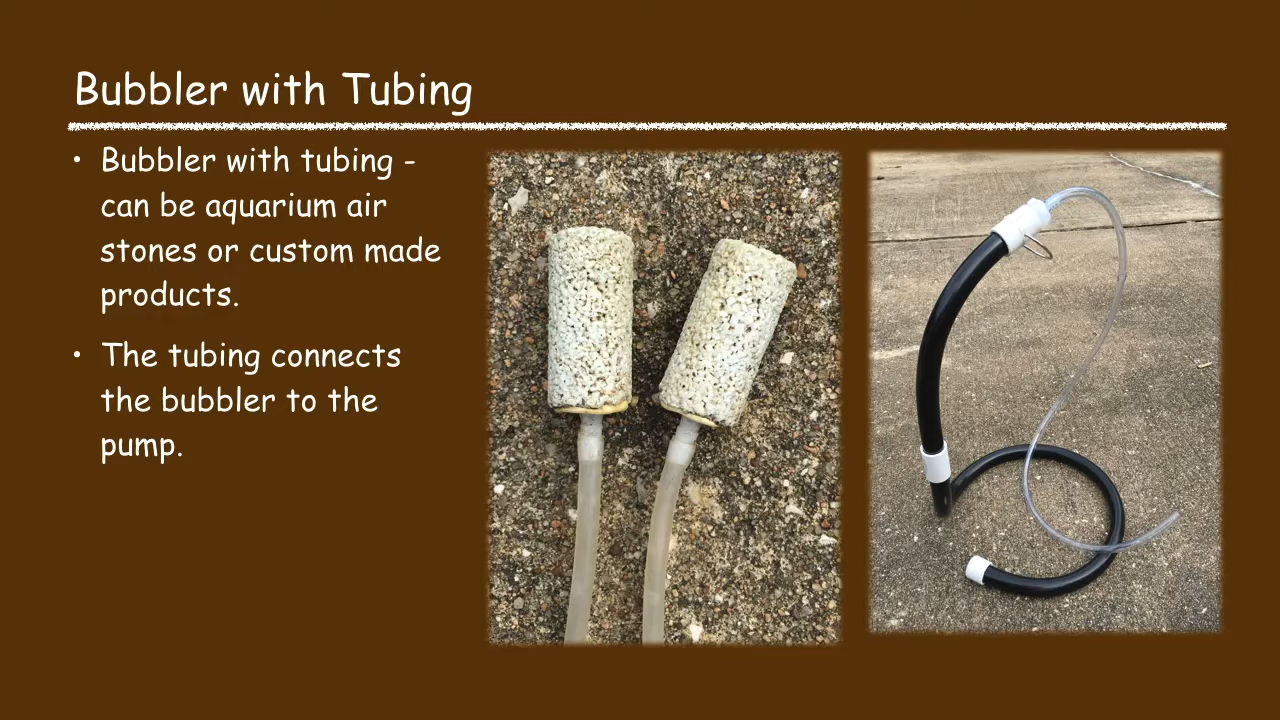 Bubbler with Tubing
• Bubbler with tubing -
can be aquarium air
stones or custom made
products.
• The tubing connects
the bubbler to the
pump.